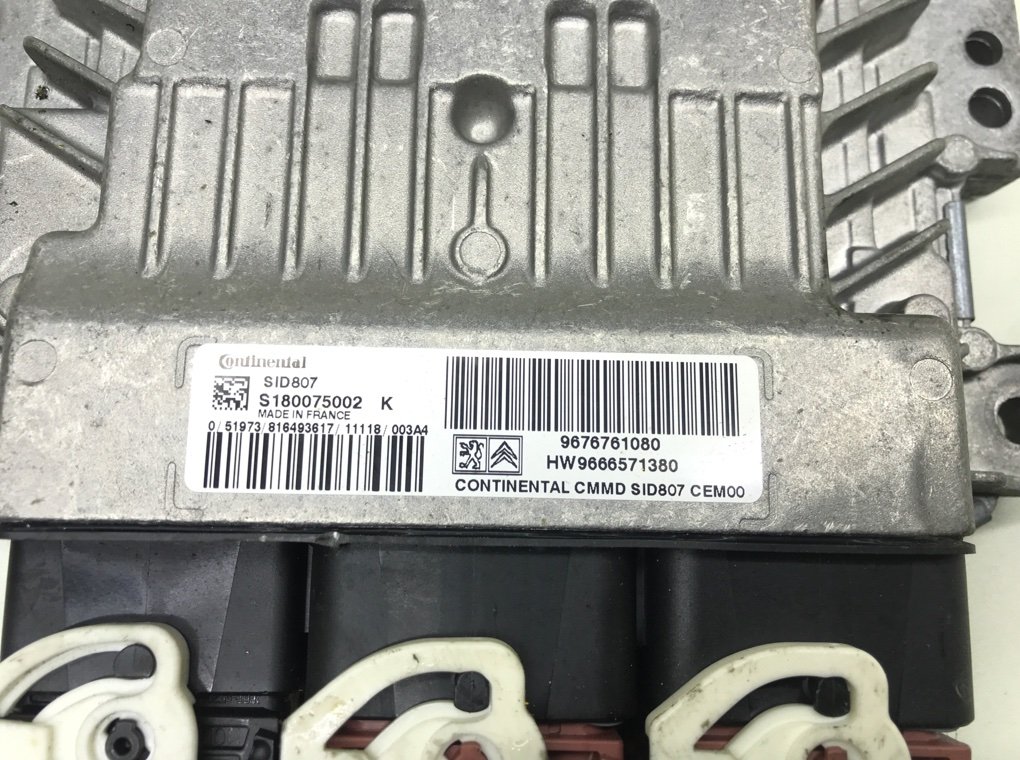 Continental
SID807
S180075002 K
MADE IN FRANCE
0/51973/816493617/11118/003A4
9676761080
HW9666571380
CONTINENTAL CMMD SID807 CEM00